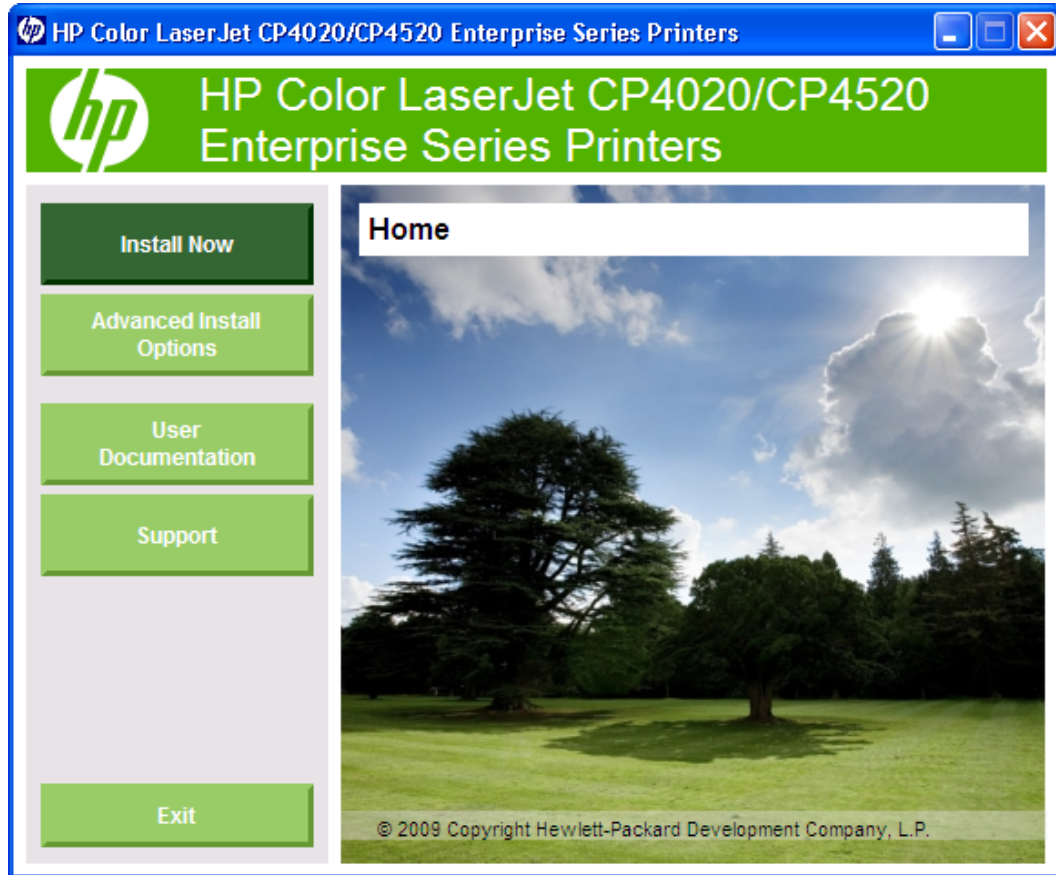 HP Color LaserJet CP4020/CP4520 Enterprise Series Printers
hp
HP Color LaserJet CP4020/CP4520
Enterprise Series Printers
Install Now
Advanced Install
Options
User
Documentation
Support
Exit
Home
© 2009 Copyright Hewlett-Packard Development Company, L.P.